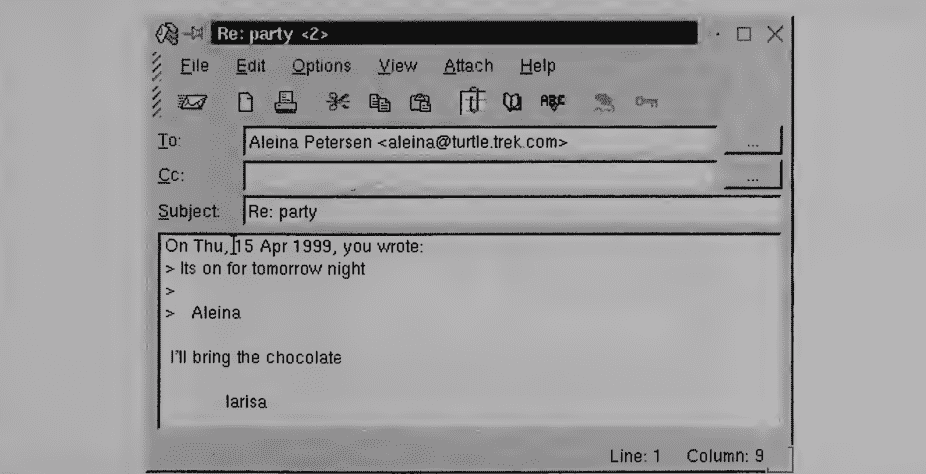 Re: party <2>
File Edit Options View Attach Help
ABC
To: Aleina Petersen <aleina@turtle.trek.com> ...
Cc: ...
Subject: Re: party
On Thu, 15 Apr 1999, you wrote:
> Its on for tomorrow night
>
> Aleina
I'll bring the chocolate
larisa
Line: 1 Column: 9